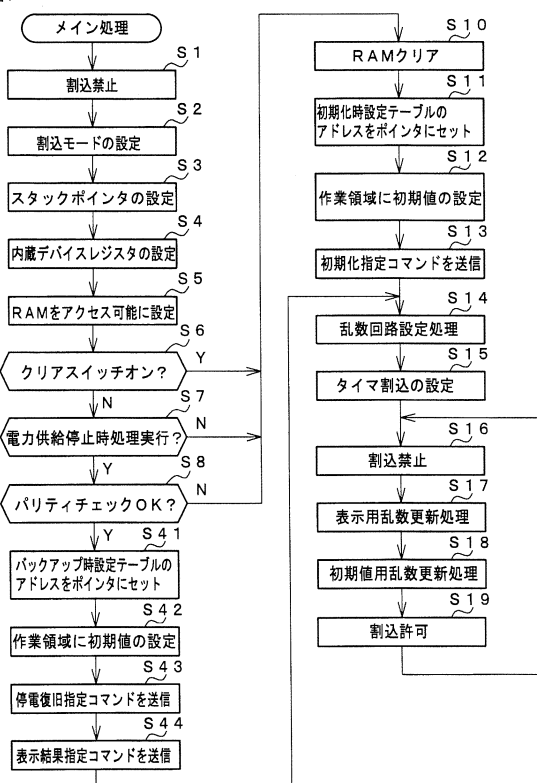 メイン処理
S1
割込禁止
S2
割込モードの設定
S3
スタックポインタの設定
S4
内蔵デバイスレジスタの設定
S5
RAMをアクセス可能に設定
S6
クリアスイッチオン?
Y
N
S7
電力供給停止時処理実行?
N
Y
S8
パリティチェックOK?
N
Y
S41
バックアップ時設定テーブルの
アドレスをポインタにセット
S42
作業領域に初期値の設定
S43
停電復旧指定コマンドを送信
S44
表示結果指定コマンドを送信
S10
RAMクリア
S11
初期化時設定テーブルの
アドレスをポインタにセット
S12
作業領域に初期値の設定
S13
初期化指定コマンドを送信
S14
乱数回路設定処理
S15
タイマ割込の設定
S16
割込禁止
S17
表示用乱数更新処理
S18
初期値用乱数更新処理
S19
割込許可